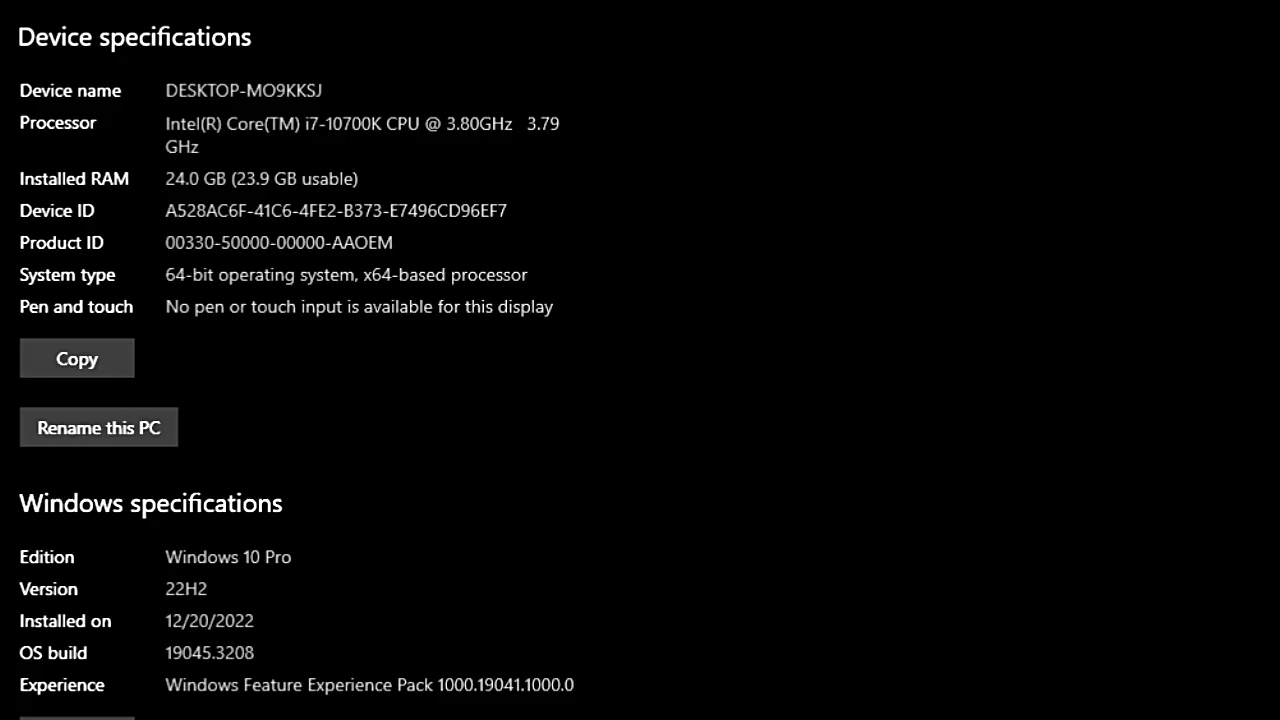 Device specifications
Device name DESKTOP-MO9KKSJ
Processor Intel(R) Core(TM) i7-10700K CPU @ 3.80GHz 3.79
GHz
Installed RAM 24.0 GB (23.9 GB usable)
Device ID A528AC6F-41C6-4FE2-B373-E7496CD96EF7
Product ID 00330-50000-00000-AAOEM
System type 64-bit operating system, x64-based processor
Pen and touch No pen or touch input is available for this display
Copy
Rename this PC
Windows specifications
Edition Windows 10 Pro
Version 22H2
Installed on 12/20/2022
OS build 19045.3208
Experience Windows Feature Experience Pack 1000.19041.1000.0